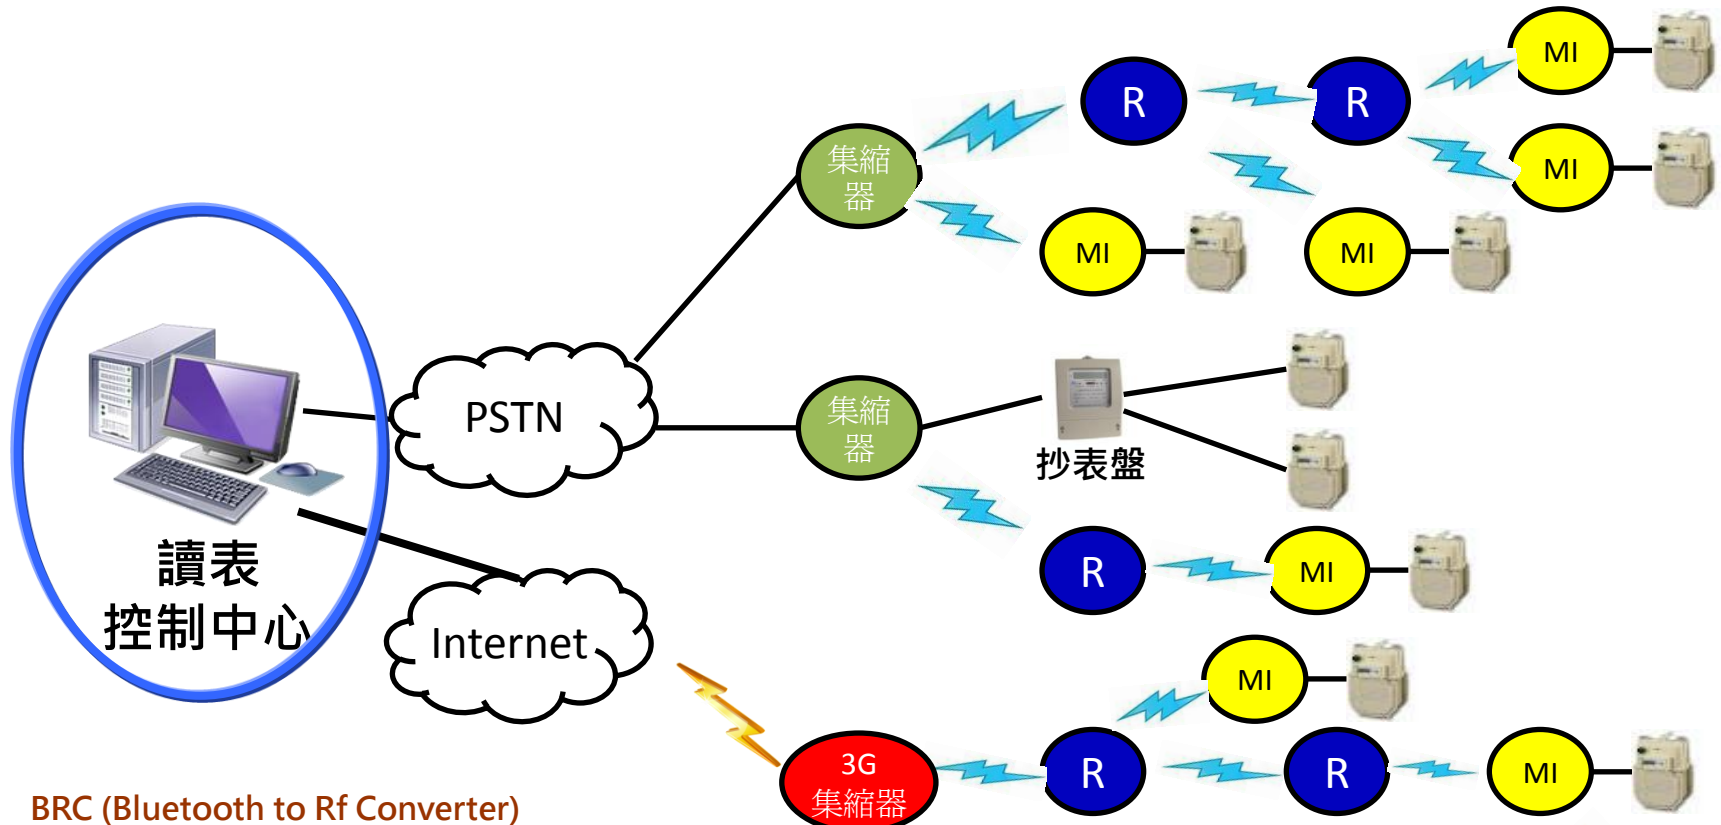 MI
R
R
集縮
器
MI
MI
MI
PSTN
集縮
器
抄表盤
讀表
控制中心
R
MI
Internet
MI
3G
集縮器
R
R
MI
BRC (Bluetooth to Rf Converter)